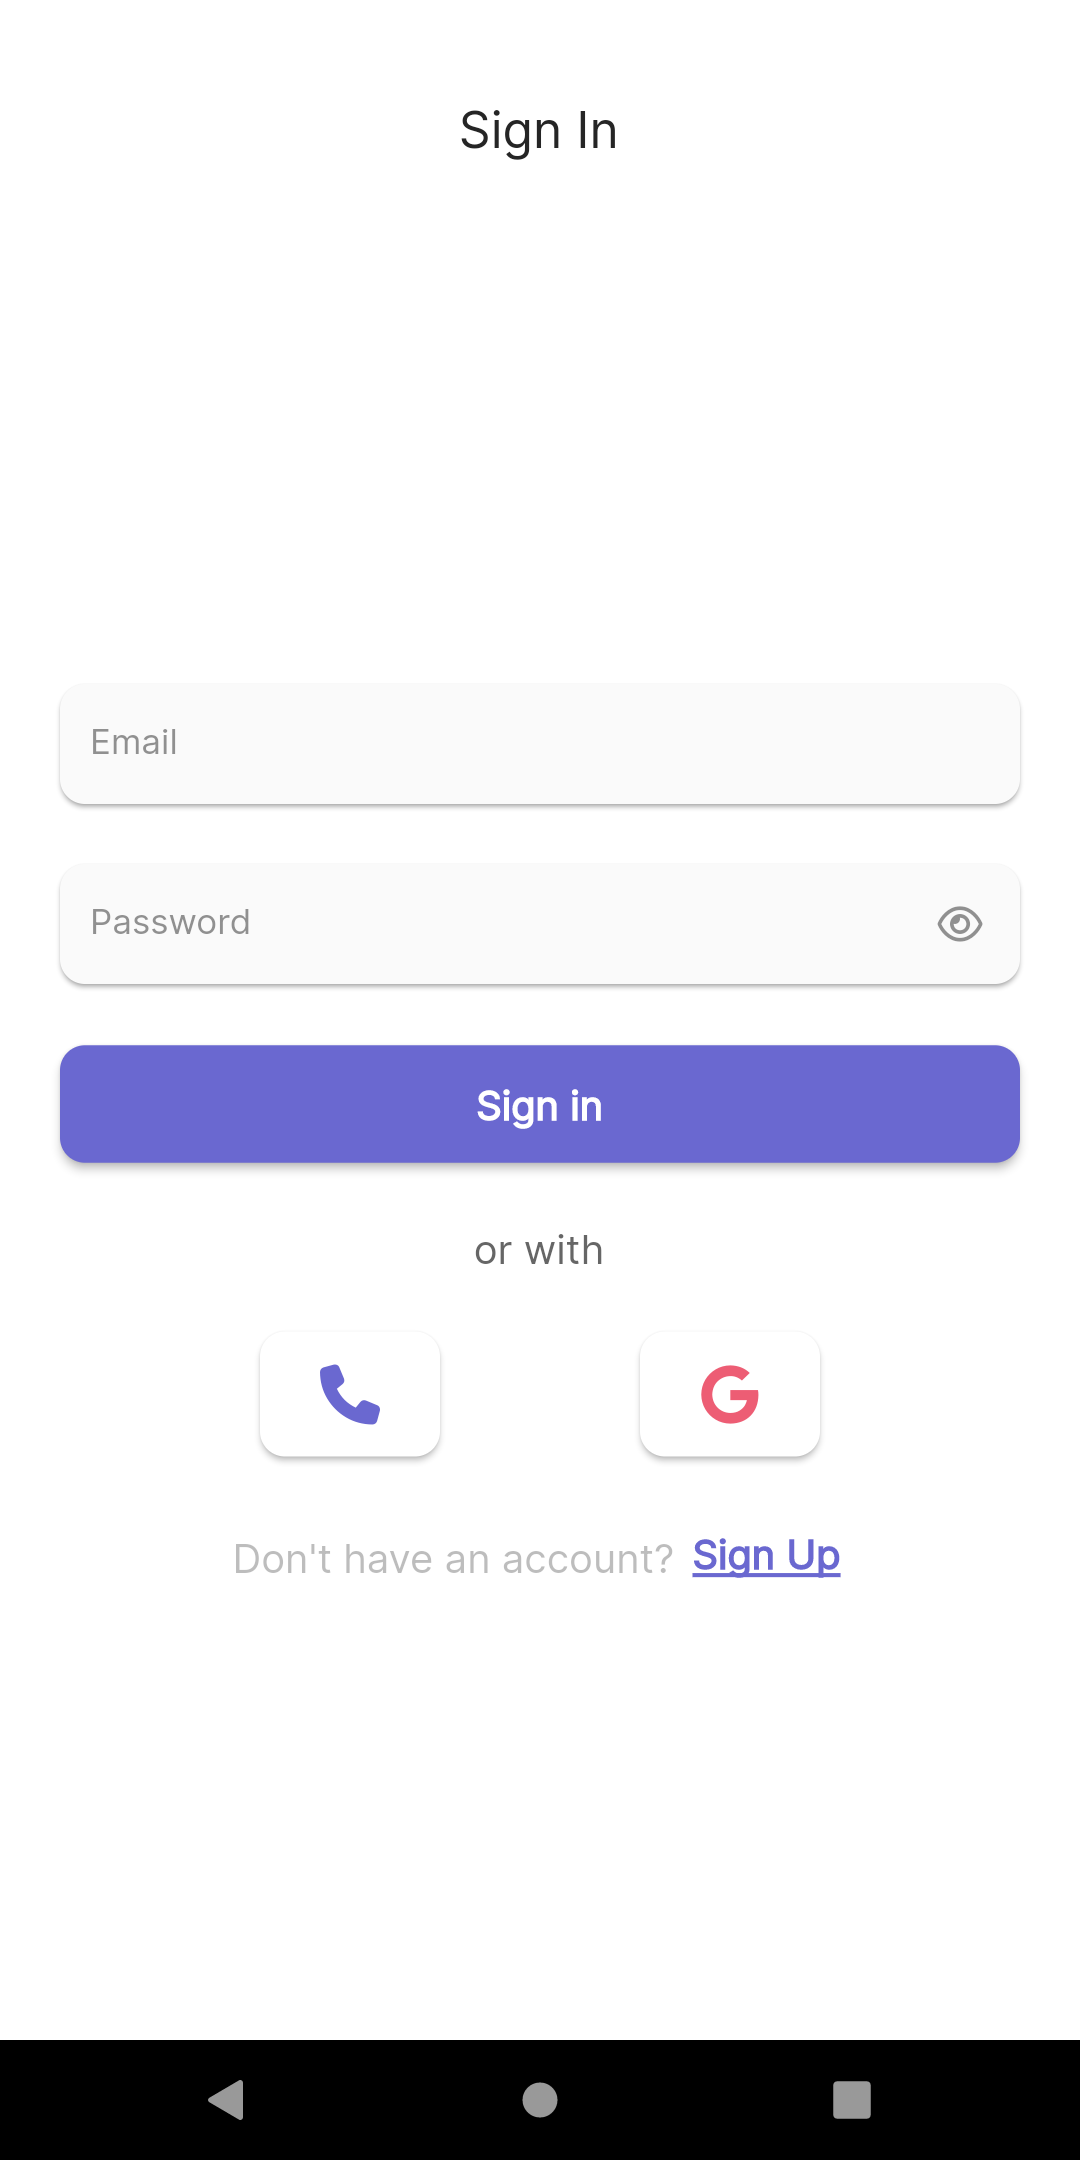 Sign In
Email
Password
Sign in
or with
Don't have an account? Sign Up